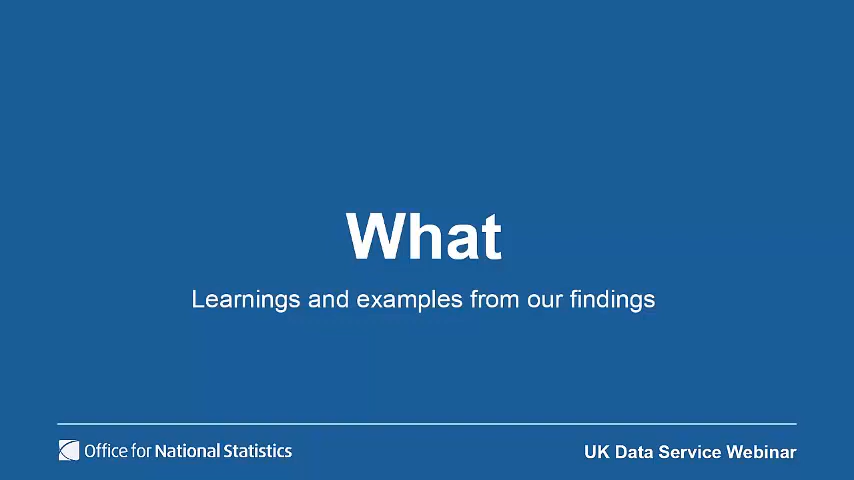 What
Learnings and examples from our findings
Office for National Statistics
UK Data Service Webinar